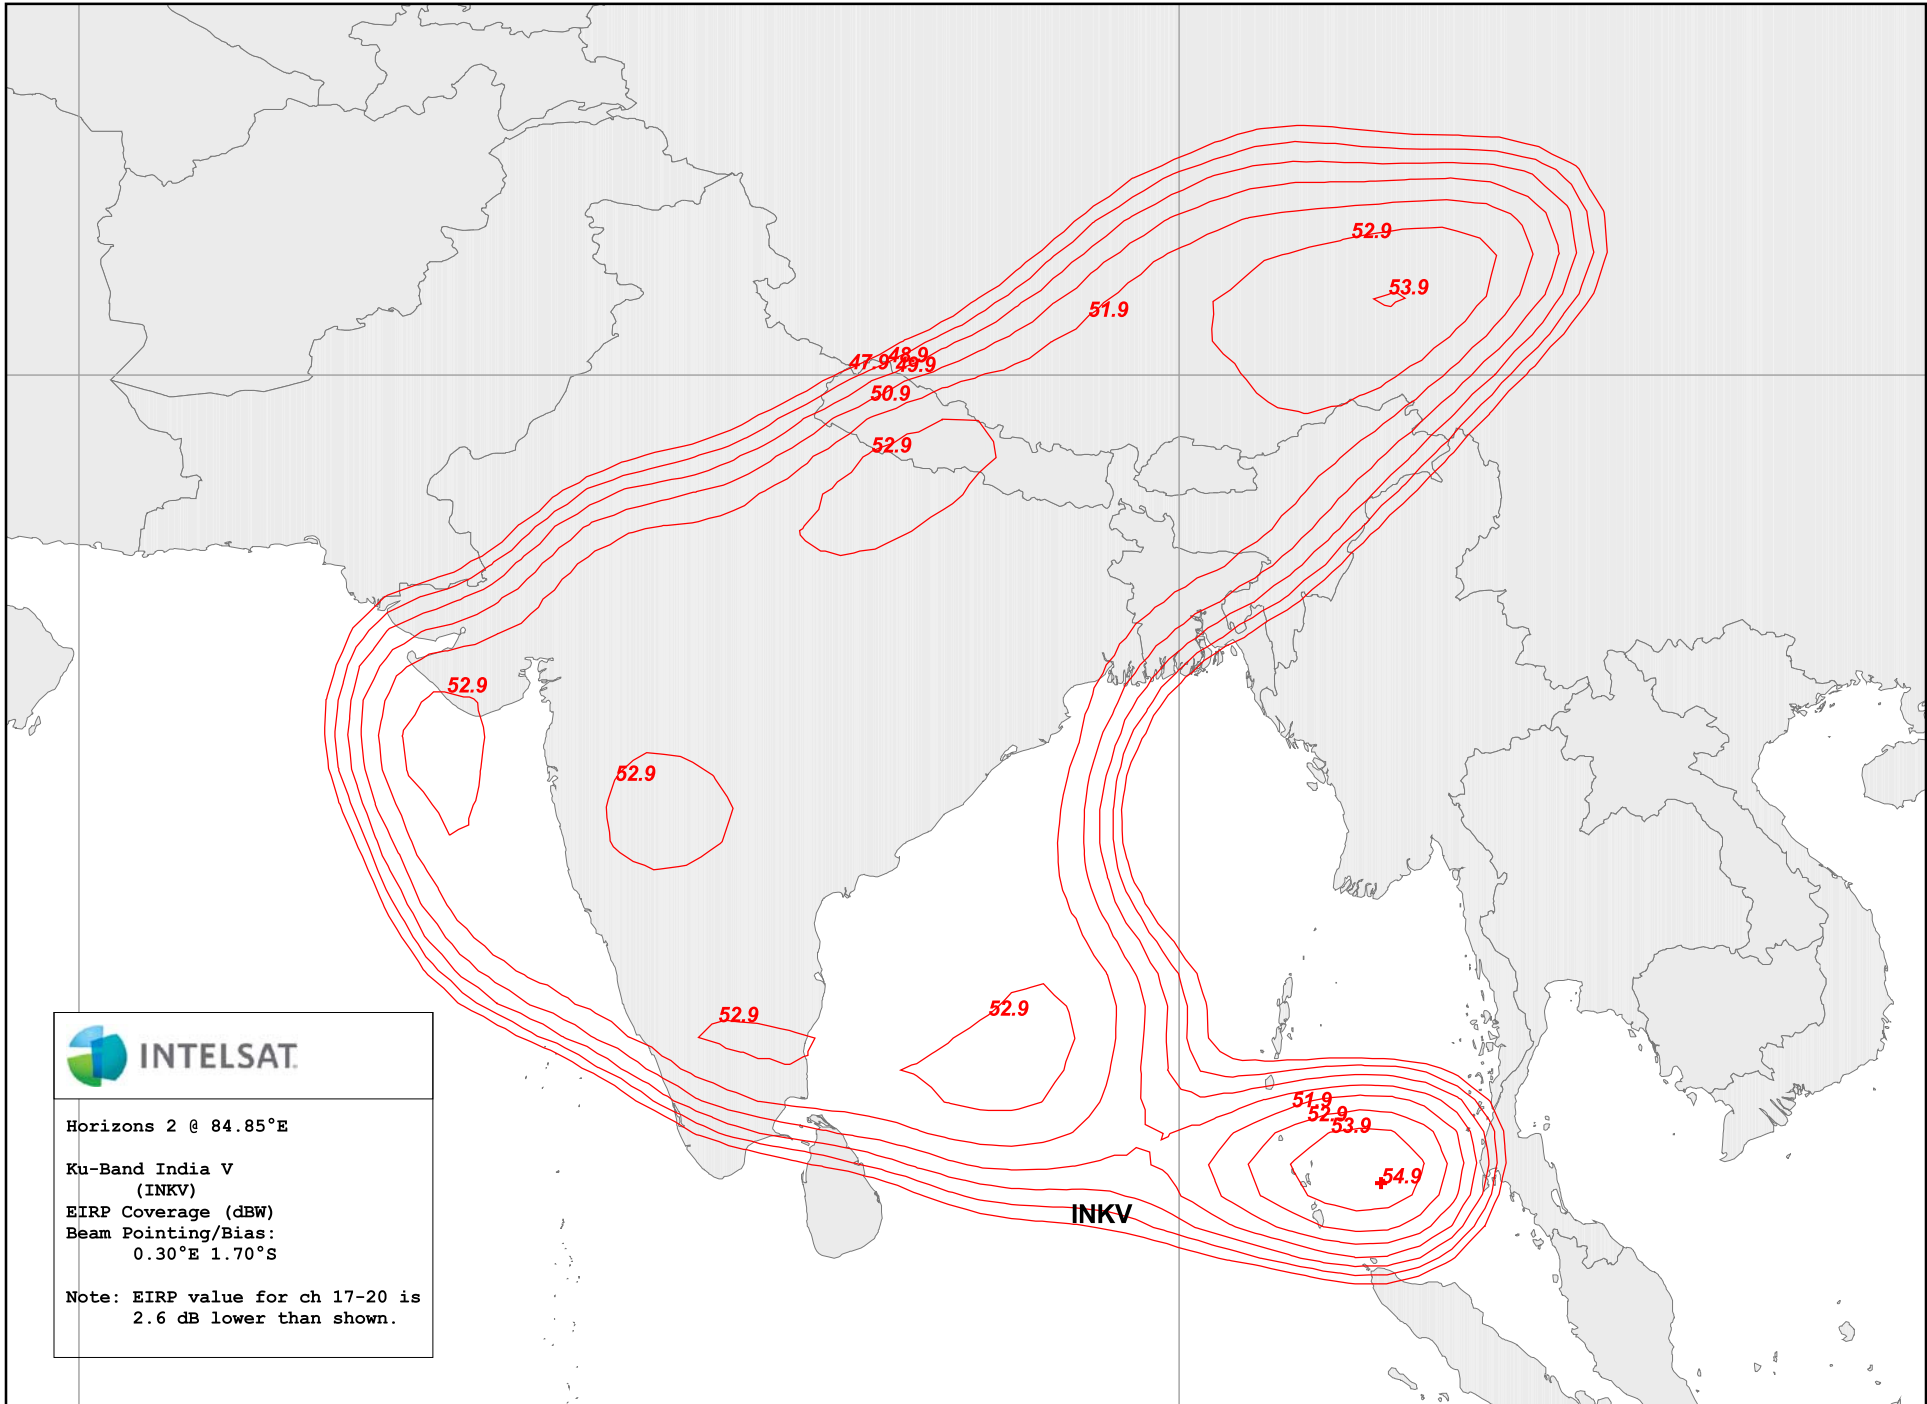 52.9
53.9
51.9
48.9
47.9
49.9
50.9
52.9
52.9
52.9
52.9
52.9
51.9
52.9
53.9
54.9
INKV
INTELSAT.
Horizons 2 @ 84.85°E
Ku-Band India V
(INKV)
EIRP Coverage (dBW)
Beam Pointing/Bias:
0.30°E 1.70°S
Note: EIRP value for ch 17-20 is
2.6 dB lower than shown.